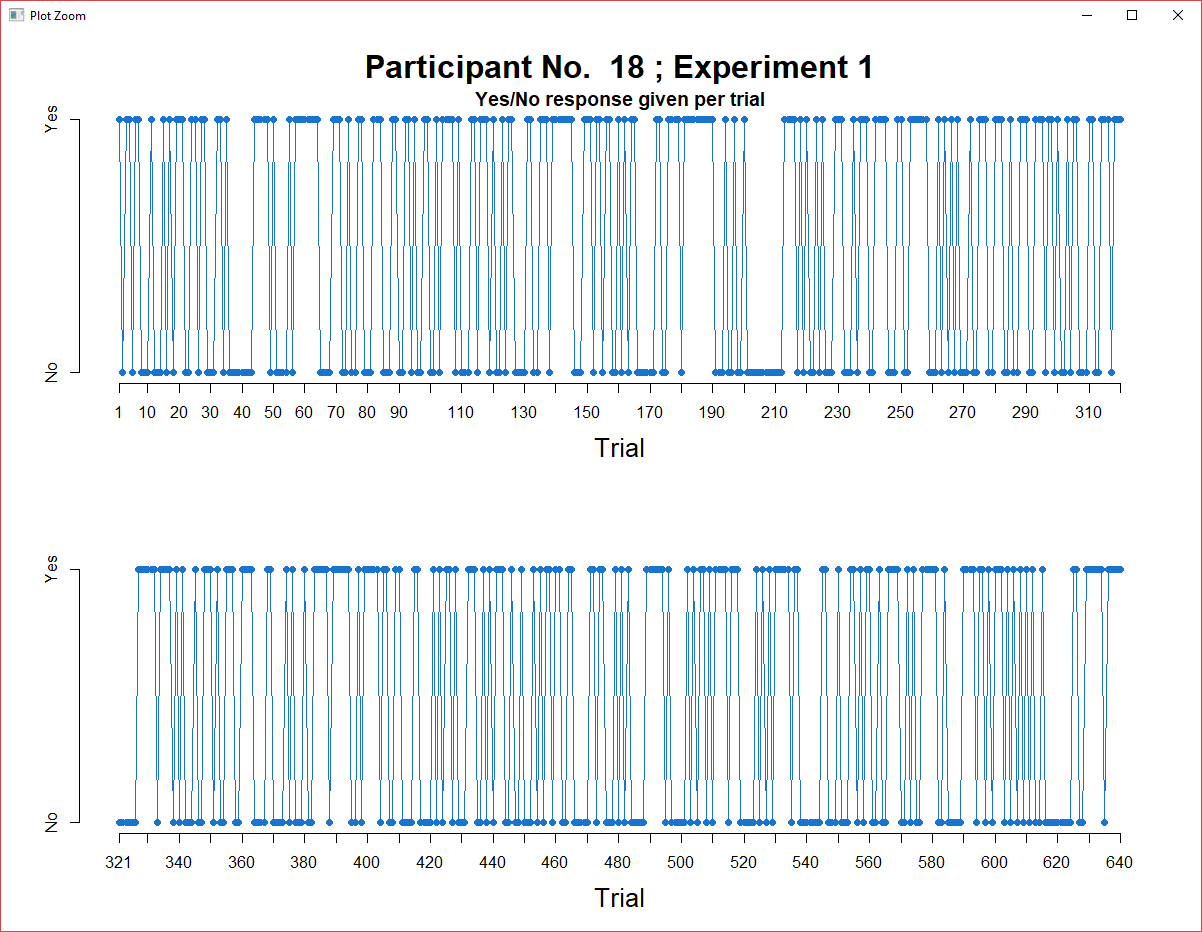 Plot Zoom
Participant No.  18 ; Experiment 1
Yes/No response given per trial
Yes
No
1 10 20 30 40 50 60 70 80 90 110 130 150 170 190 210 230 250 270 290 310
Trial
Yes
No
321 340 360 380 400 420 440 460 480 500 520 540 560 580 600 620 640
Trial